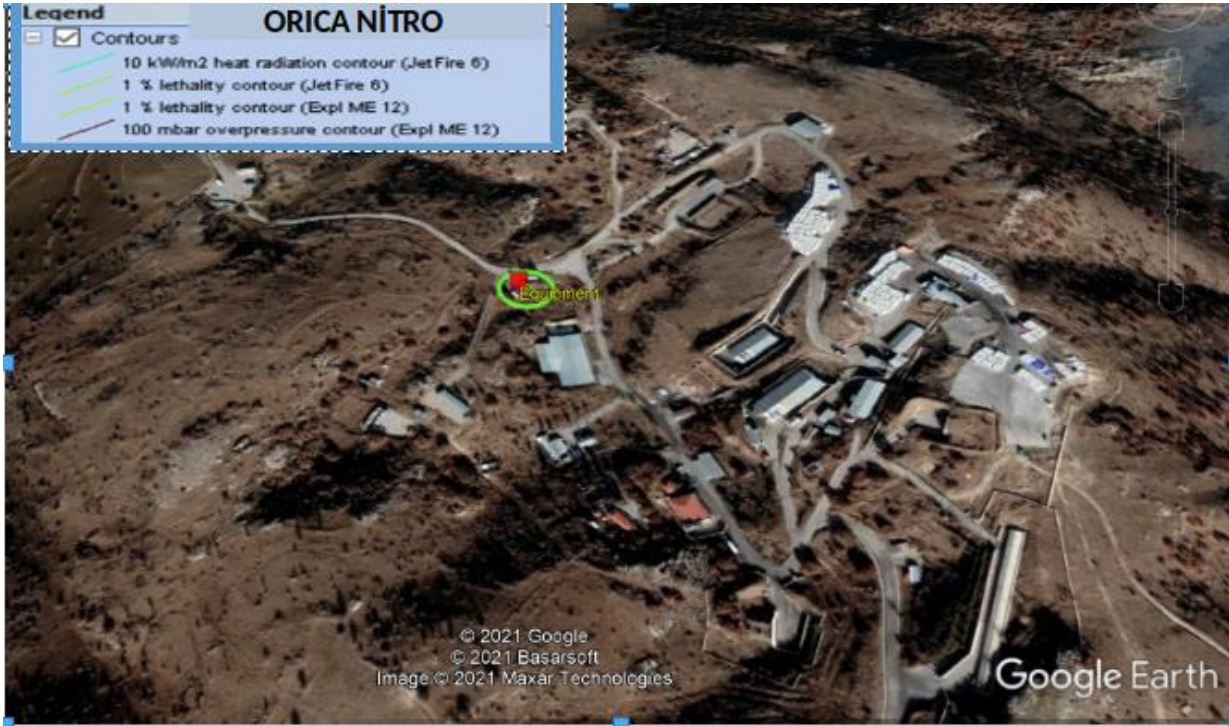 Legend
ORICA NİTRO
Contours
10 kW/m2 heat radiation contour (JetFire 6)
1 % lethality contour (JetFire 6)
1 % lethality contour (Expl ME 12)
100 mbar overpressure contour (Expl ME 12)
Equipment
© 2021 Google
© 2021 Basarsoft
Image © 2021 Maxar Technologies
Google Earth